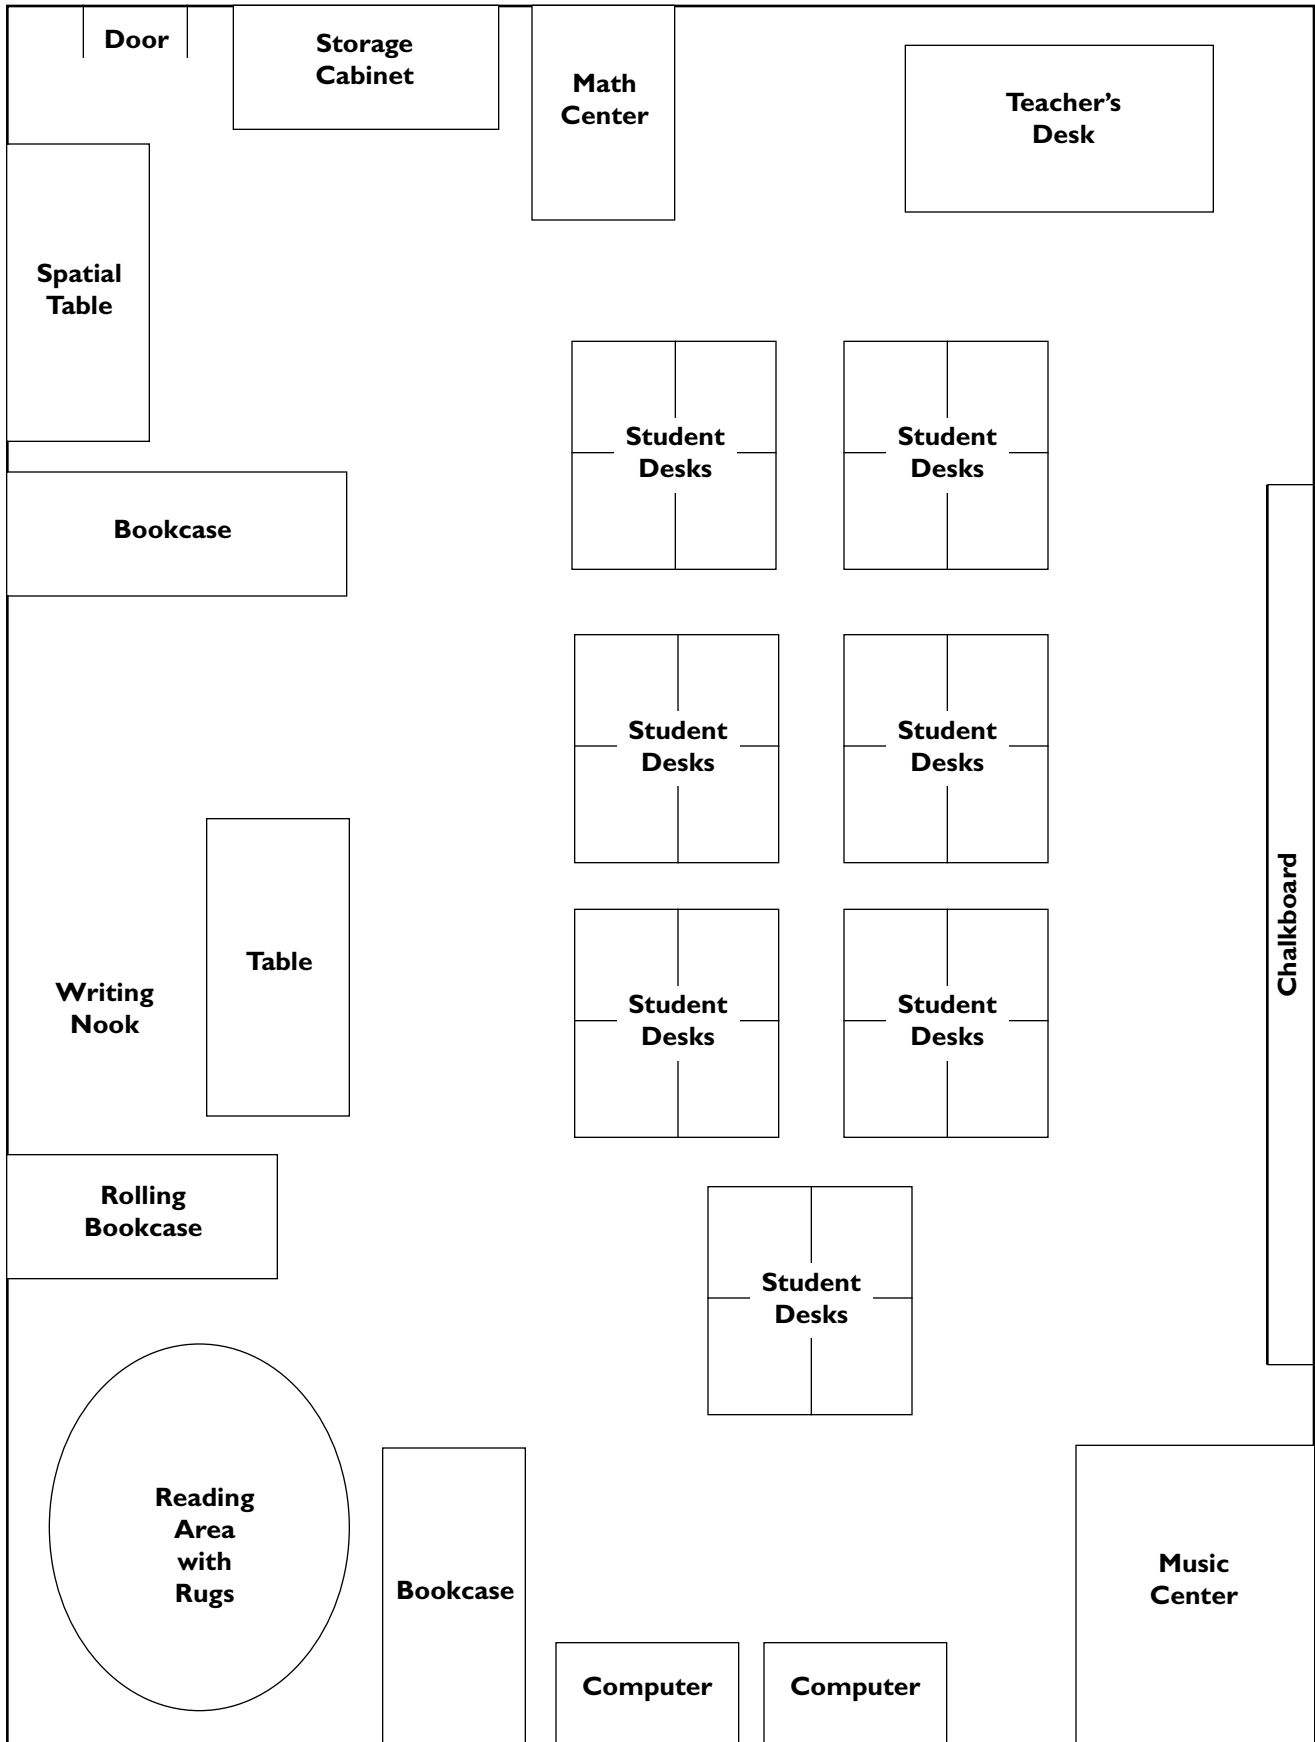 Door
Storage
Cabinet
Math
Center
Teacher’s
Desk
Spatial
Table
Student
Desks
Student
Desks
Bookcase
Student
Desks
Student
Desks
Chalkboard
Table
Writing
Nook
Student
Desks
Student
Desks
Rolling
Bookcase
Student
Desks
Reading
Area
with
Rugs
Bookcase
Music
Center
Computer
Computer